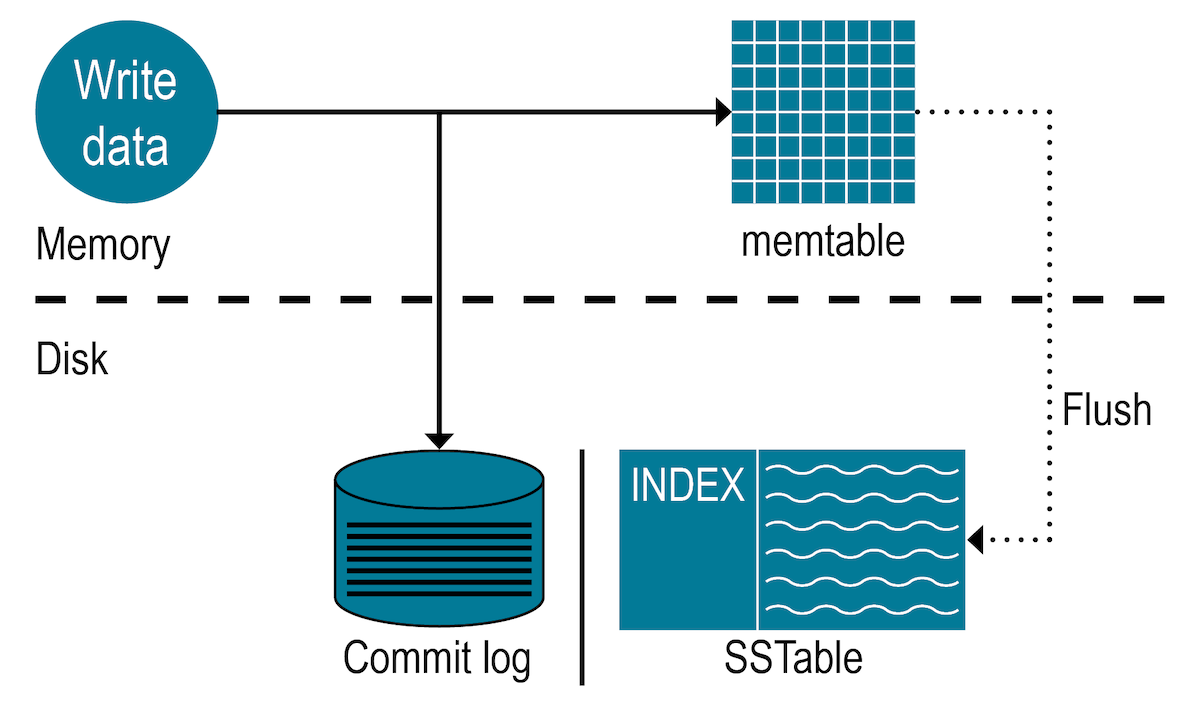 Write
data
Memory
memtable
Disk
Flush
INDEX
Commit log
SSTable